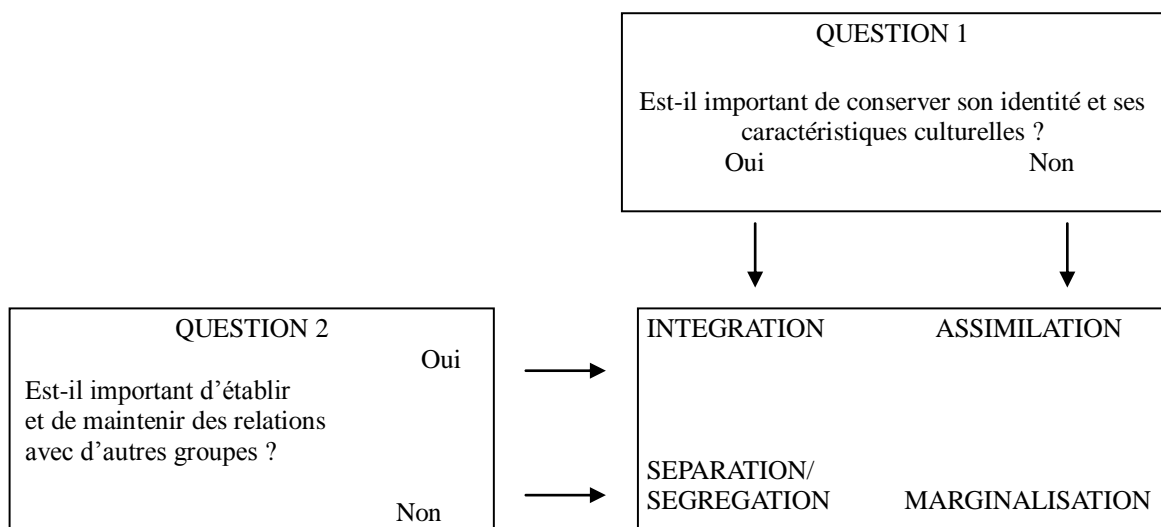 QUESTION 1
Est-il important de conserver son identité et ses
caractéristiques culturelles ?
Oui Non
QUESTION 2
Oui
Est-il important d’établir
et de maintenir des relations
avec d’autres groupes ?
Non
INTEGRATION ASSIMILATION
SEPARATION/
SEGREGATION MARGINALISATION